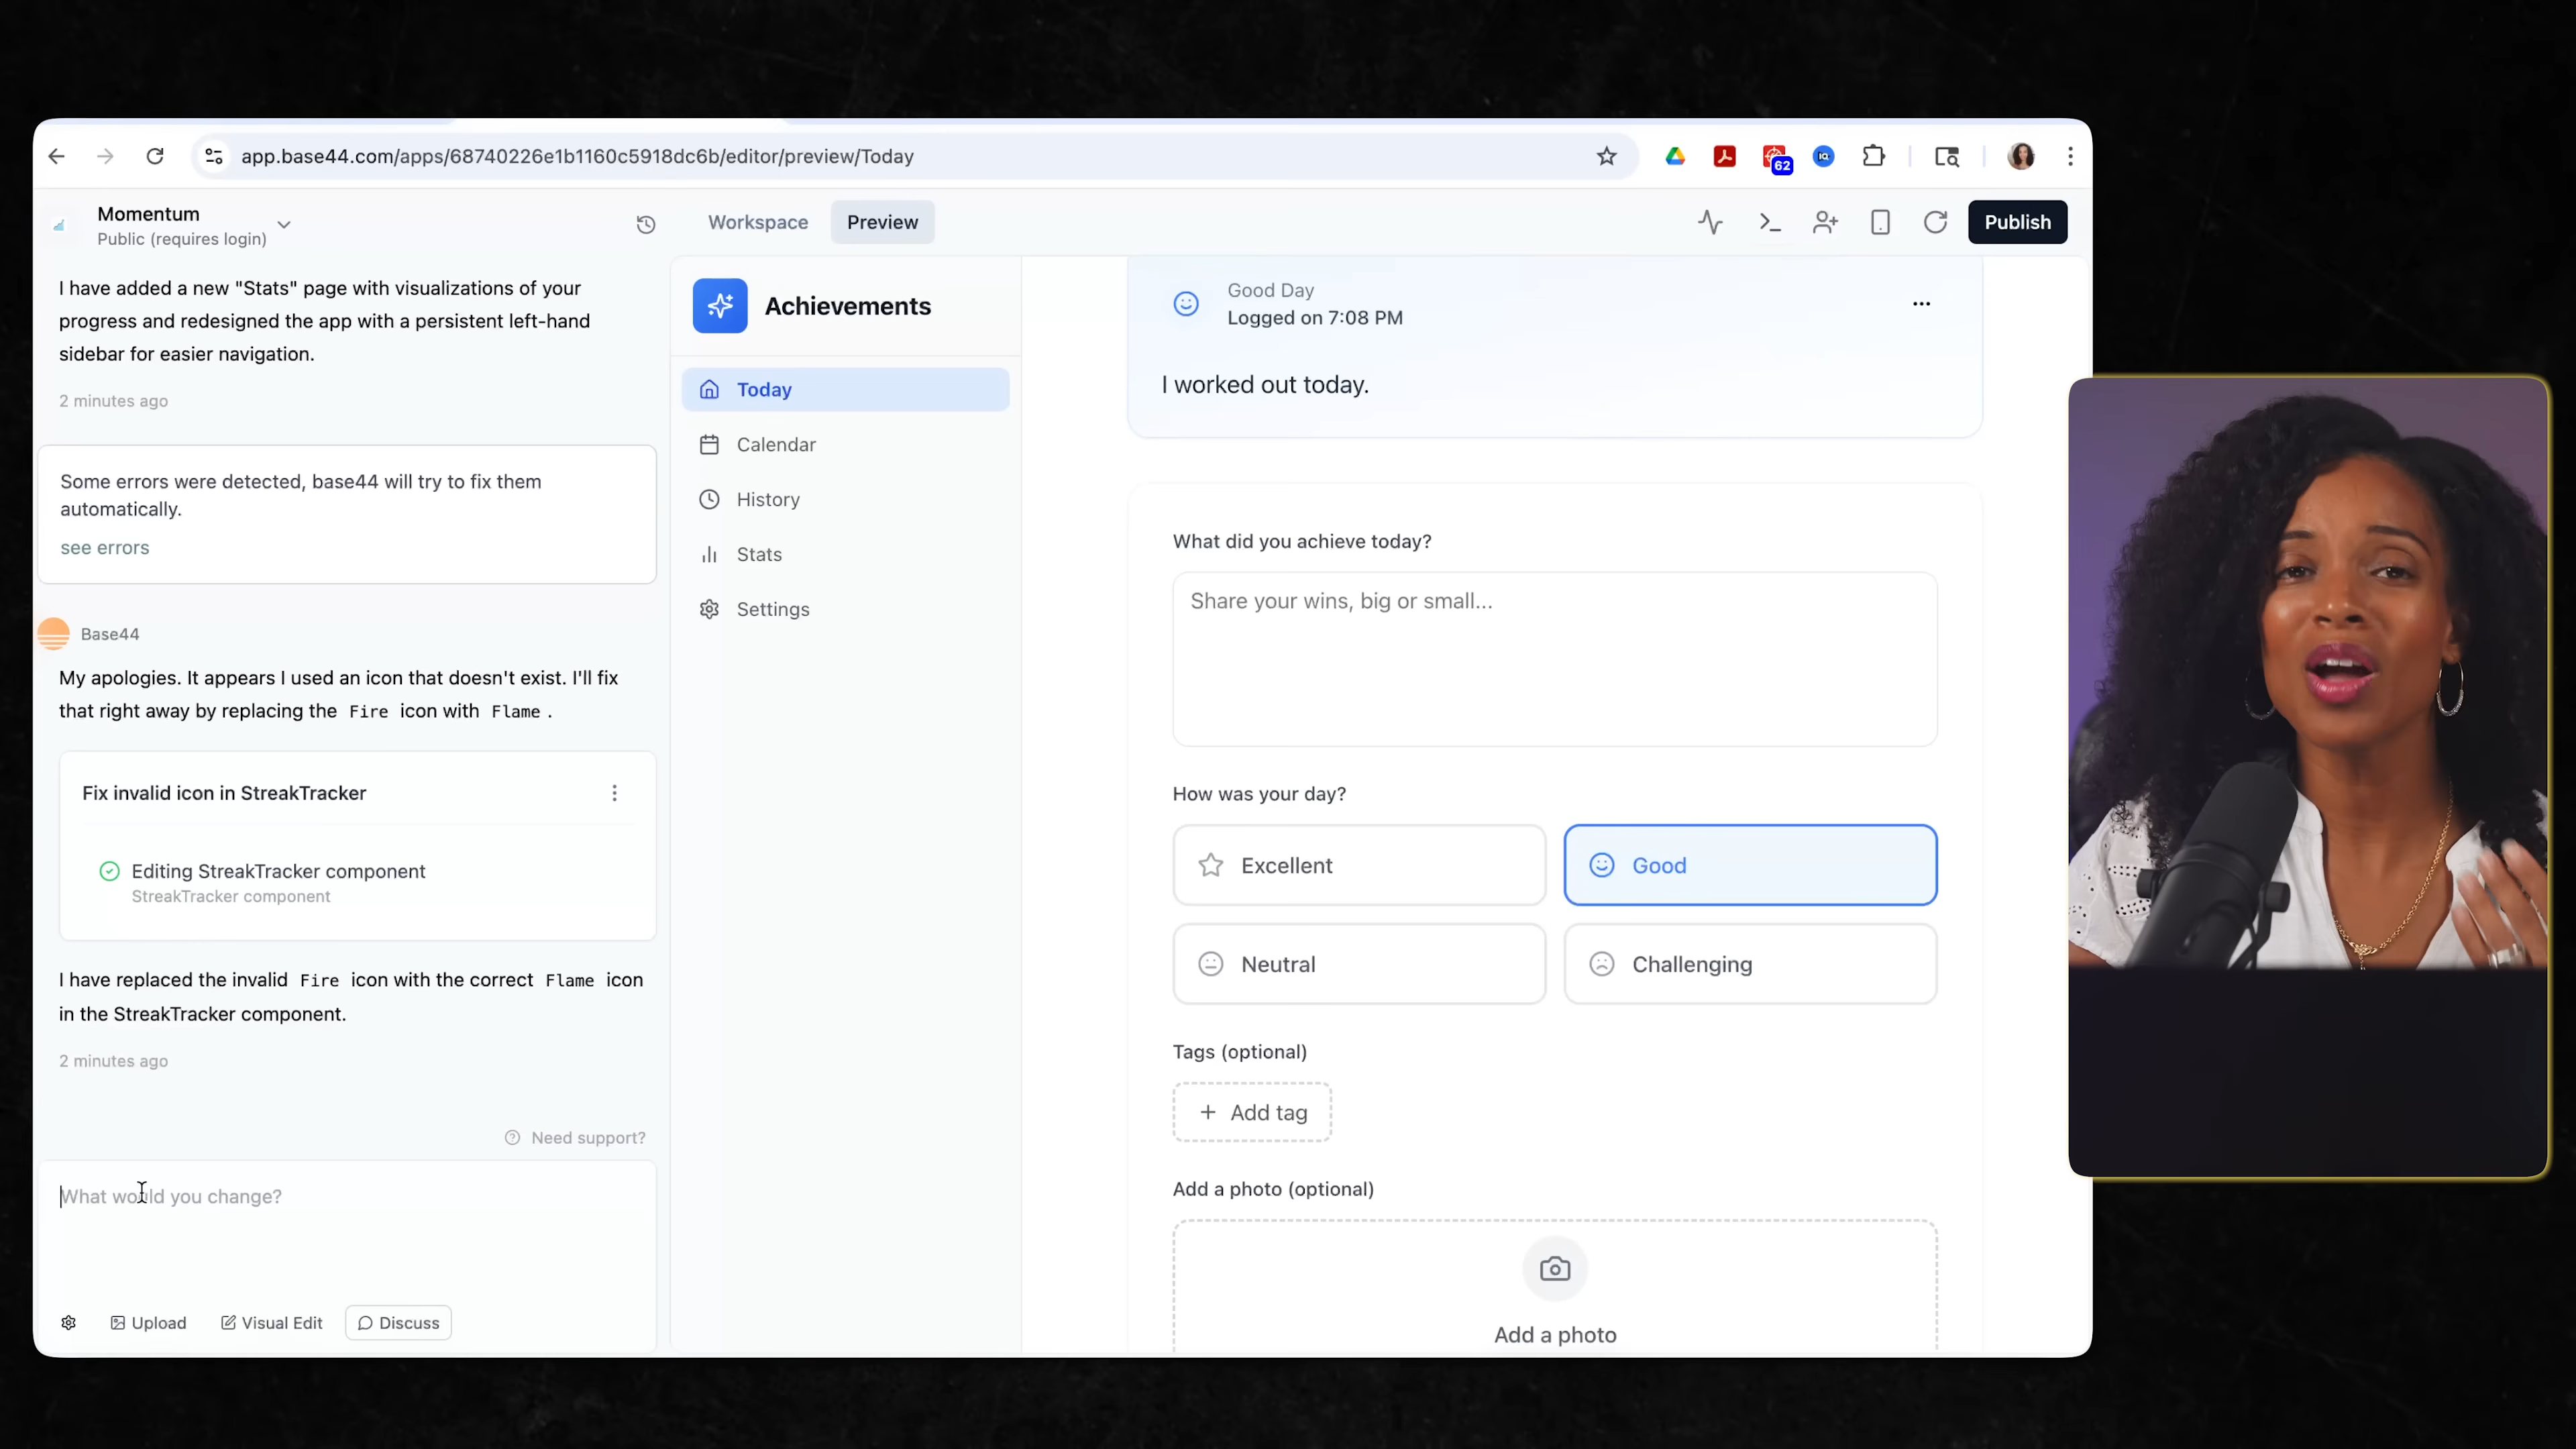 app.base44.com/apps/68740226e1b1160c5918dc6b/editor/preview/Today
62
Momentum
Public (requires login)
Workspace
Preview
Publish
I have added a new "Stats" page with visualizations of your
progress and redesigned the app with a persistent left-hand
sidebar for easier navigation.
2 minutes ago
Some errors were detected, base44 will try to fix them
automatically.
see errors
Base44
My apologies. It appears I used an icon that doesn't exist. I'll fix
that right away by replacing the Fire icon with Flame .
Fix invalid icon in StreakTracker
Editing StreakTracker component
StreakTracker component
I have replaced the invalid Fire icon with the correct Flame icon
in the StreakTracker component.
2 minutes ago
Need support?
What would you change?
Upload
Visual Edit
Discuss
Achievements
Today
Calendar
History
Stats
Settings
Good Day
Logged on 7:08 PM
I worked out today.
What did you achieve today?
Share your wins, big or small...
How was your day?
Excellent
Good
Neutral
Challenging
Tags (optional)
+ Add tag
Add a photo (optional)
Add a photo